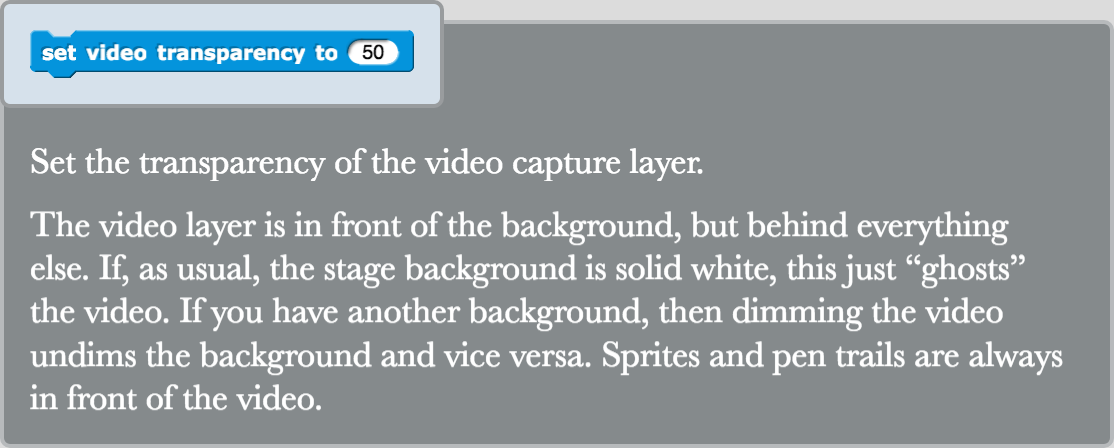 set video transparency to 50
Set the transparency of the video capture layer.
The video layer is in front of the background, but behind everything
else. If, as usual, the stage background is solid white, this just “ghosts”
the video. If you have another background, then dimming the video
undims the background and vice versa. Sprites and pen trails are always
in front of the video.